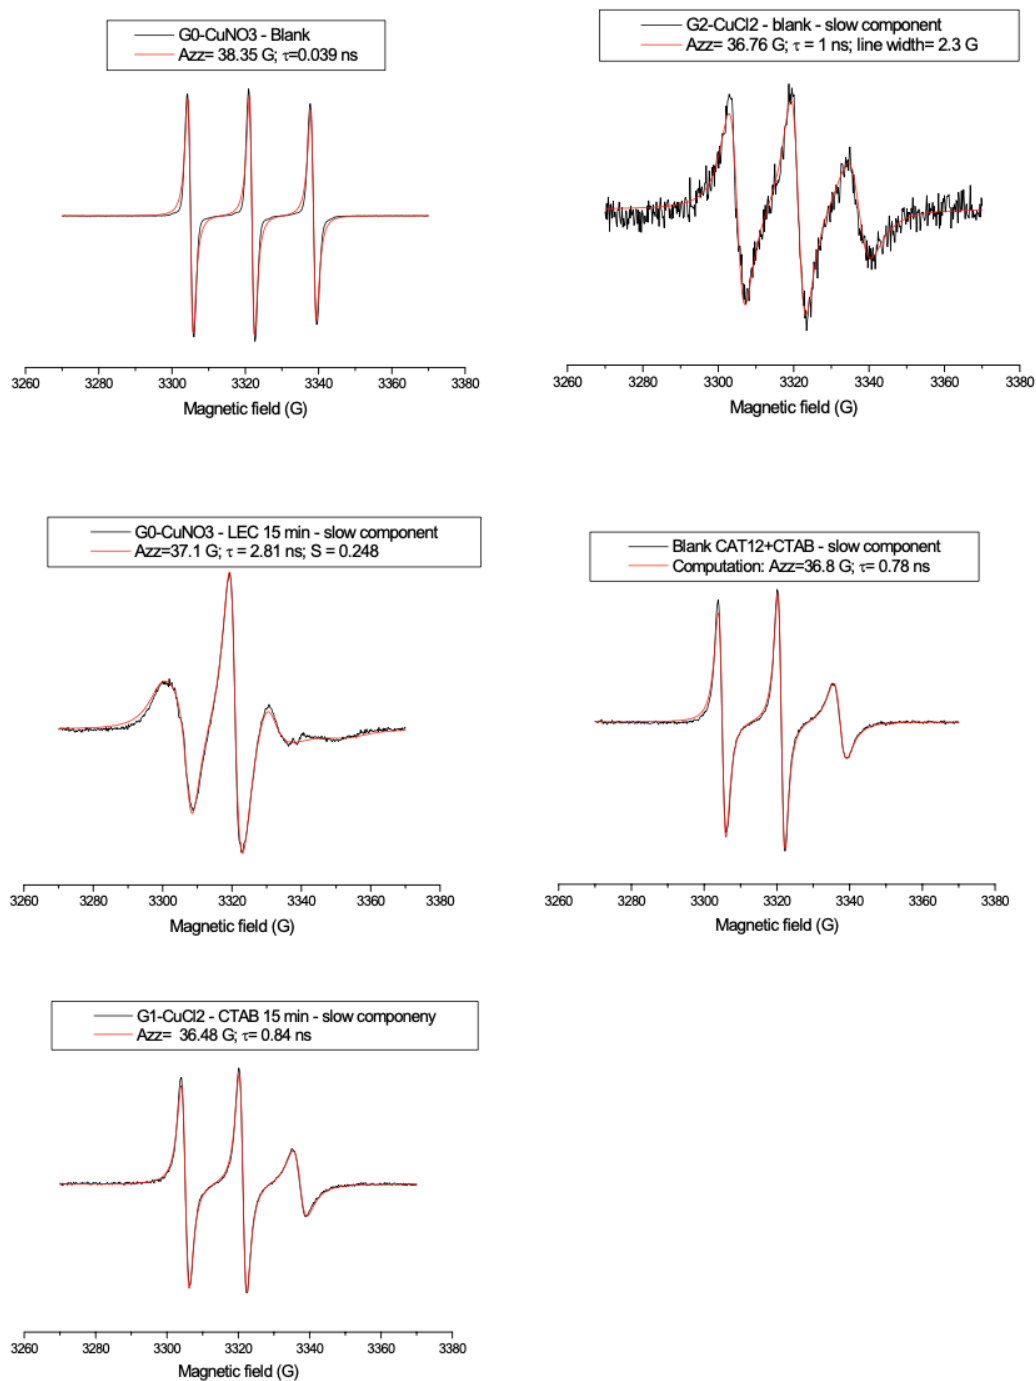 G0-CuNO3 - Blank
Azz= 38.35 G; τ=0.039 ns
3260 3280 3300 3320 3340 3360 3380
Magnetic field (G)
G2-CuCl2 - blank - slow component
Azz= 36.76 G; τ = 1 ns; line width= 2.3 G
3260 3280 3300 3320 3340 3360 3380
Magnetic field (G)
G0-CuNO3 - LEC 15 min - slow component
Azz=37.1 G; τ = 2.81 ns; S = 0.248
3260 3280 3300 3320 3340 3360 3380
Magnetic field (G)
Blank CAT12+CTAB - slow component
Computation: Azz=36.8 G; τ= 0.78 ns
3260 3280 3300 3320 3340 3360 3380
Magnetic field (G)
G1-CuCl2 - CTAB 15 min - slow componeny
Azz= 36.48 G; τ= 0.84 ns
3260 3280 3300 3320 3340 3360 3380
Magnetic field (G)